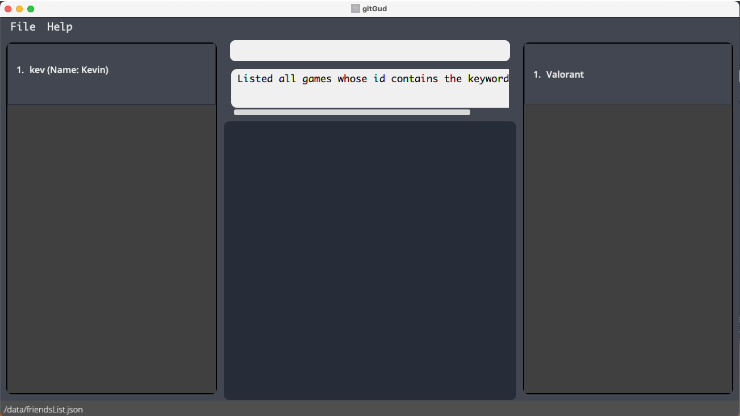 gitGud
File Help
1. kev (Name: Kevin)
Listed all games whose id contains the keyword
1. Valorant
/data/friendsList.json